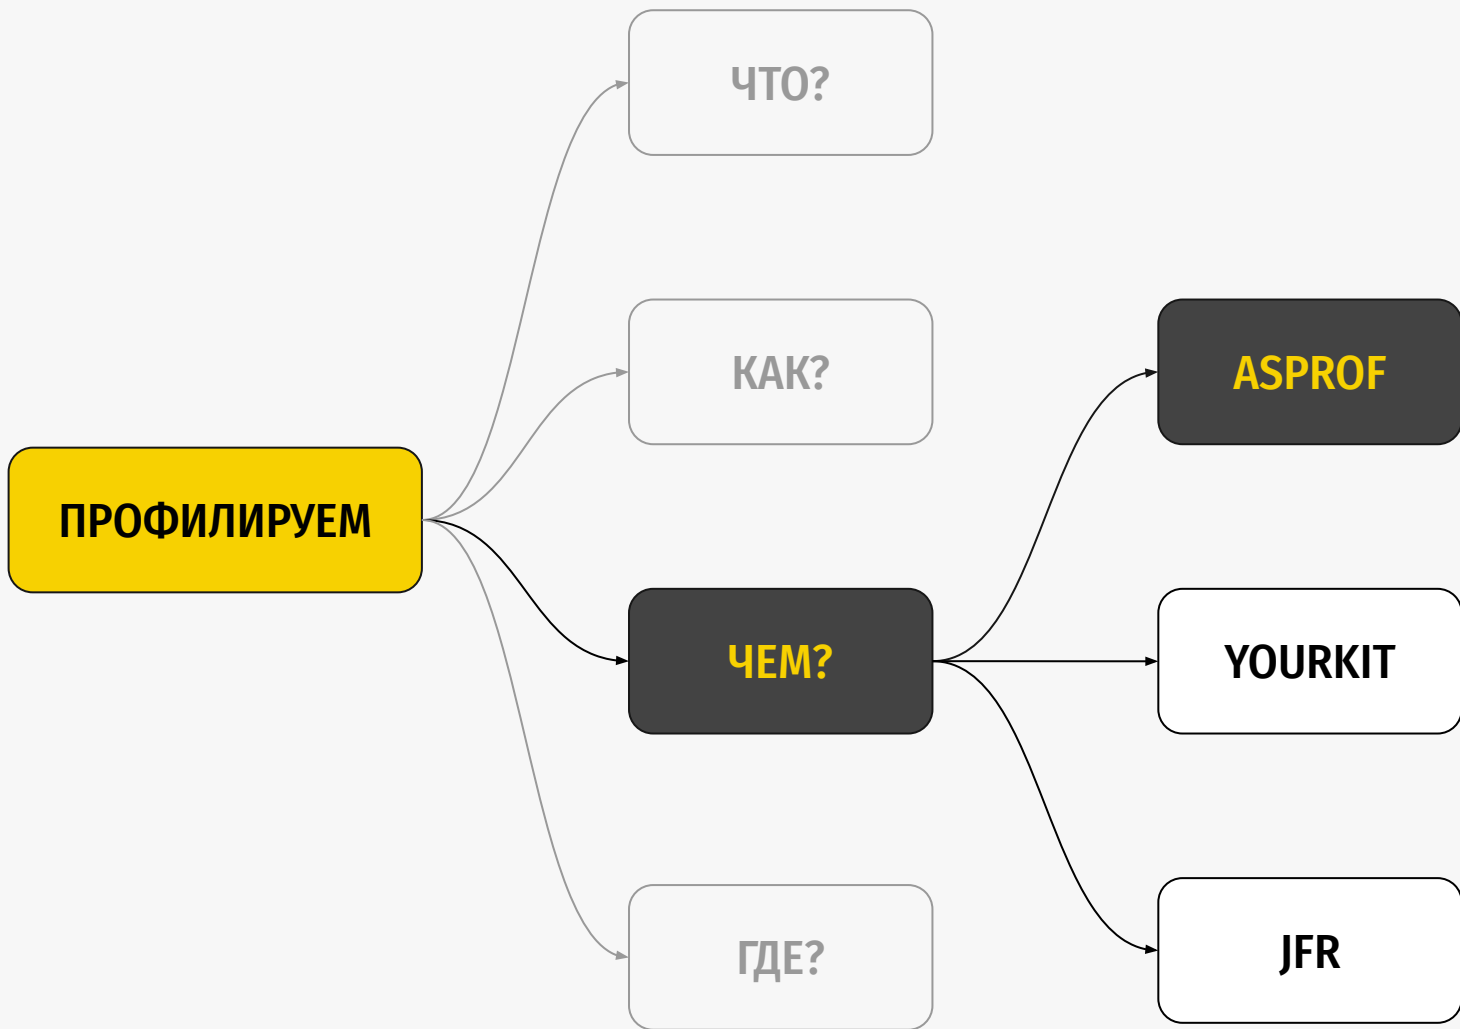 ЧТО?
КАК?
ASPROF
ПРОФИЛИРУЕМ
ЧЕМ?
YOURKIT
ГДЕ?
JFR